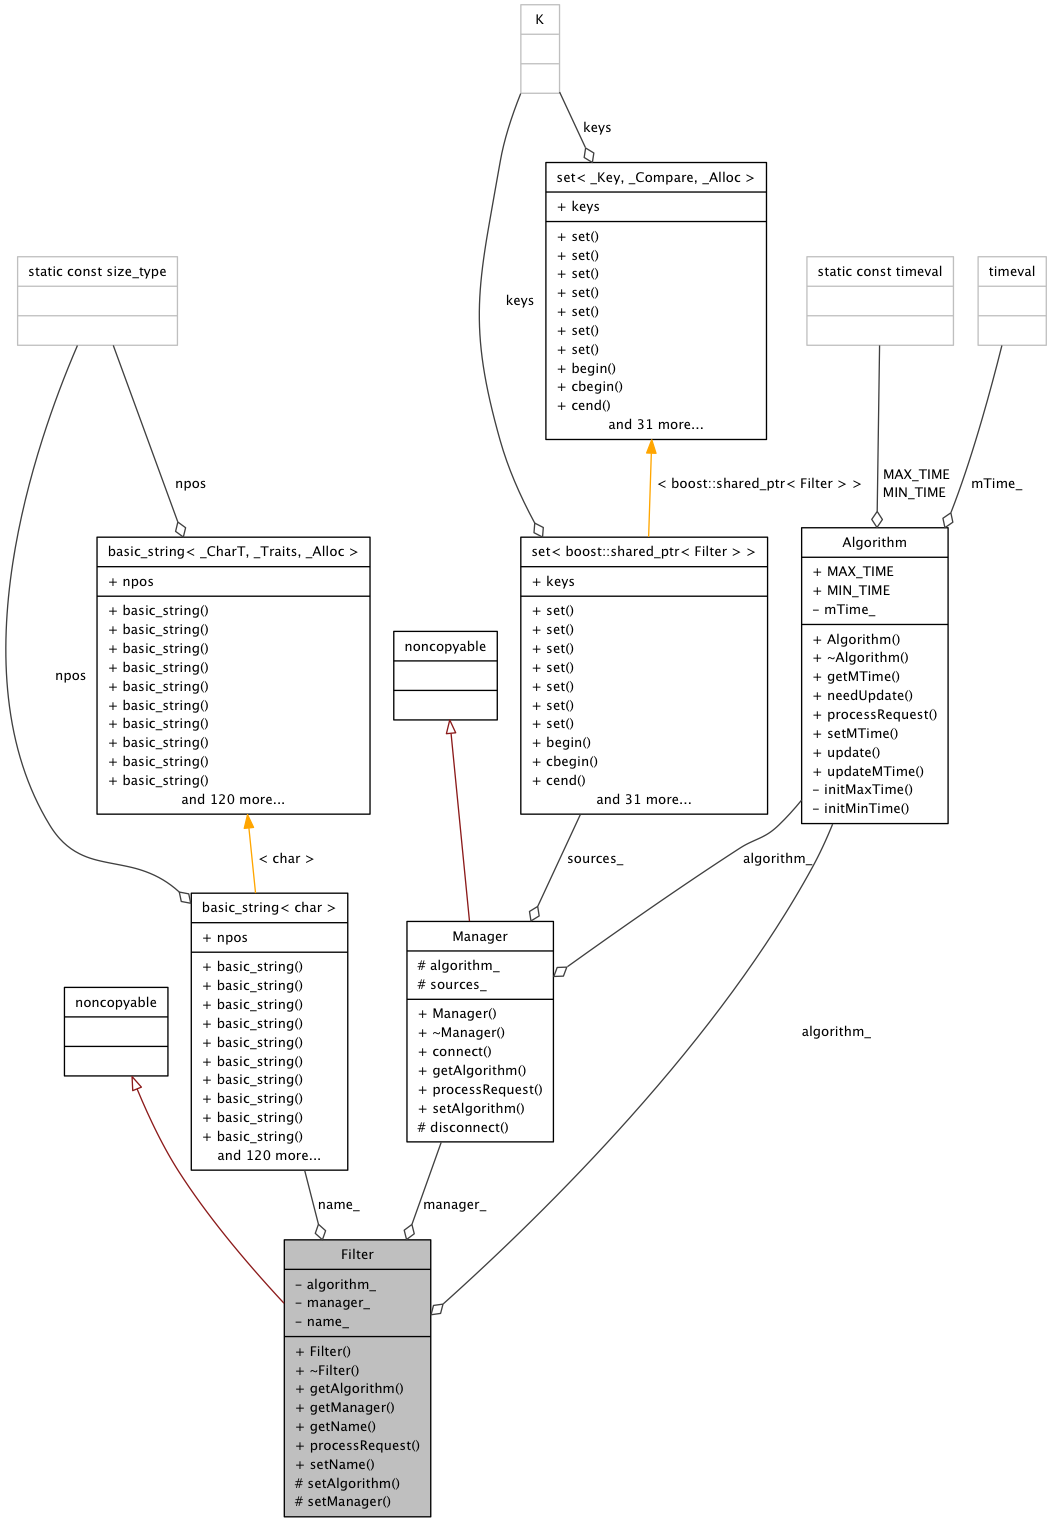 K
keys
set< _Key, _Compare, _Alloc >
+ keys
+ set()
+ set()
+ set()
+ set()
+ set()
+ set()
+ set()
+ begin()
+ cbegin()
+ cend()
and 31 more...
static const size_type
static const timeval
timeval
keys
npos
< boost::shared_ptr< Filter > >
MAX_TIME
MIN_TIME
mTime_
basic_string< _CharT, _Traits, _Alloc >
+ npos
+ basic_string()
+ basic_string()
+ basic_string()
+ basic_string()
+ basic_string()
+ basic_string()
+ basic_string()
+ basic_string()
+ basic_string()
+ basic_string()
and 120 more...
set< boost::shared_ptr< Filter > >
+ keys
+ set()
+ set()
+ set()
+ set()
+ set()
+ set()
+ set()
+ begin()
+ cbegin()
+ cend()
and 31 more...
Algorithm
+ MAX_TIME
+ MIN_TIME
- mTime_
+ Algorithm()
+ ~Algorithm()
+ getMTime()
+ needUpdate()
+ processRequest()
+ setMTime()
+ update()
+ updateMTime()
- initMaxTime()
- initMinTime()
noncopyable
npos
< char >
sources_
algorithm_
basic_string< char >
+ npos
+ basic_string()
+ basic_string()
+ basic_string()
+ basic_string()
+ basic_string()
+ basic_string()
+ basic_string()
+ basic_string()
+ basic_string()
+ basic_string()
and 120 more...
Manager
# algorithm_
# sources_
+ Manager()
+ ~Manager()
+ connect()
+ getAlgorithm()
+ processRequest()
+ setAlgorithm()
# disconnect()
noncopyable
algorithm_
name_
manager_
Filter
- algorithm_
- manager_
- name_
+ Filter()
+ ~Filter()
+ getAlgorithm()
+ getManager()
+ getName()
+ processRequest()
+ setName()
# setAlgorithm()
# setManager()